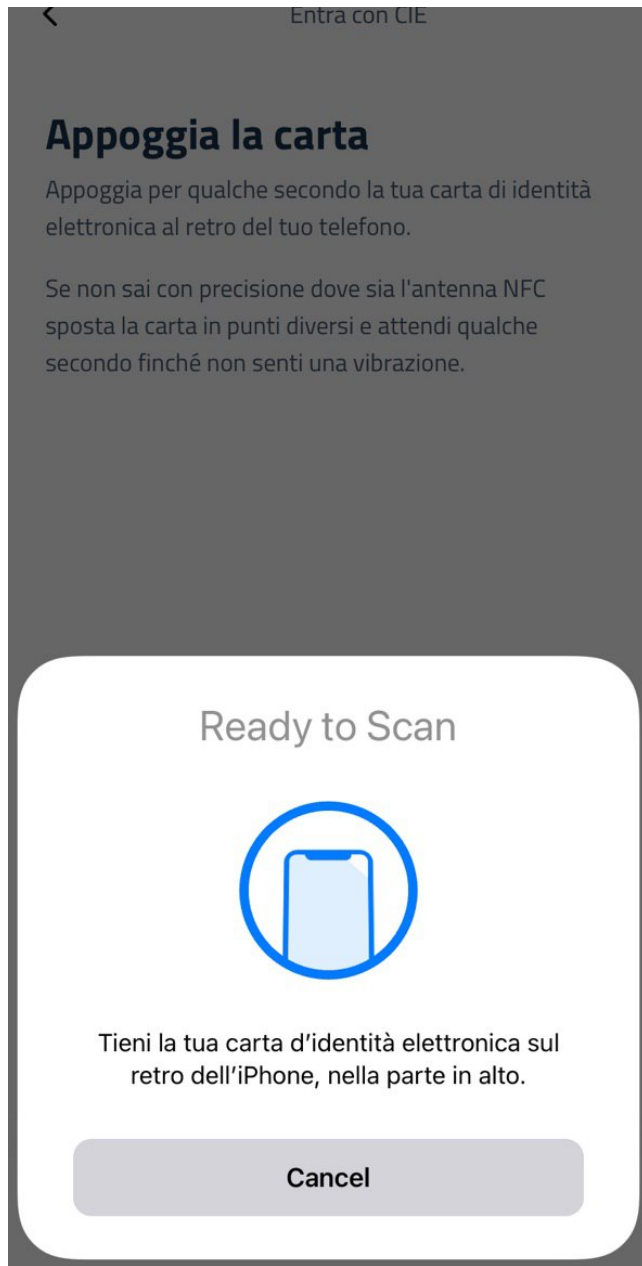 Entra con CIE
Appoggia la carta
Appoggia per qualche secondo la tua carta di identità
elettronica al retro del tuo telefono.
Se non sai con precisione dove sia l'antenna NFC
sposta la carta in punti diversi e attendi qualche
secondo finché non senti una vibrazione.
Ready to Scan
Tieni la tua carta d’identità elettronica sul
retro dell’iPhone, nella parte in alto.
Cancel